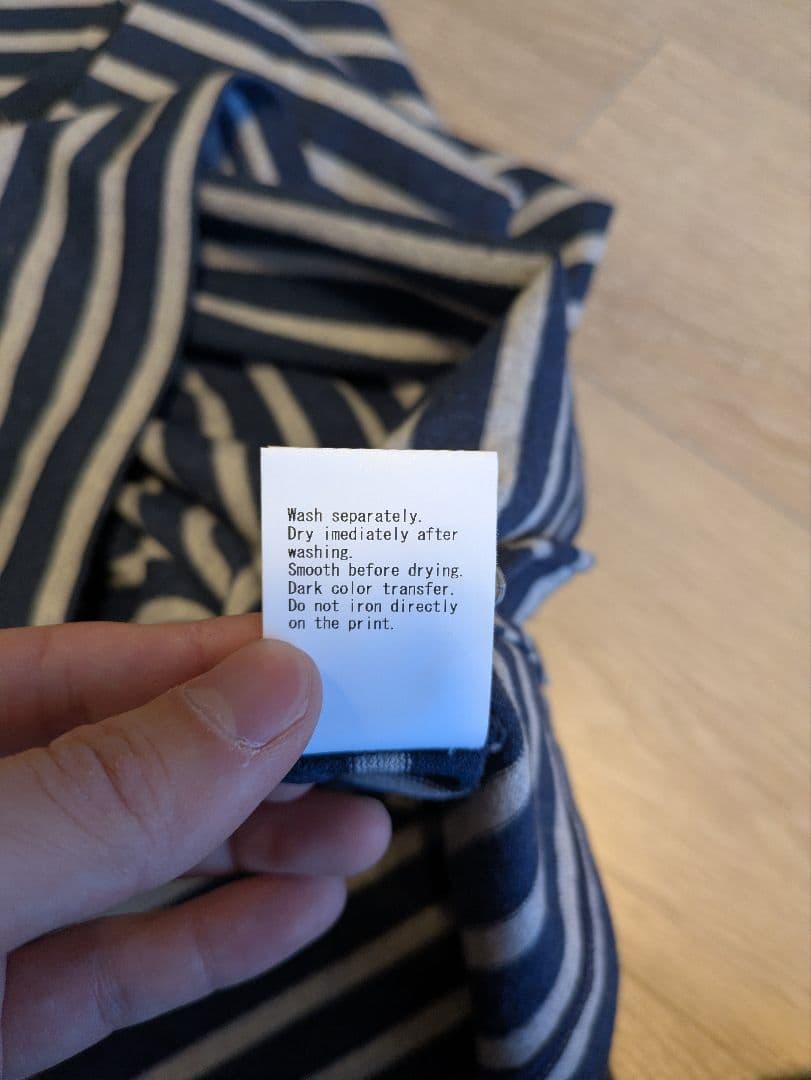 Wash separately.
Dry imediately after
washing.
Smooth before drying.
Dark color transfer.
Do not iron directly
on the print.